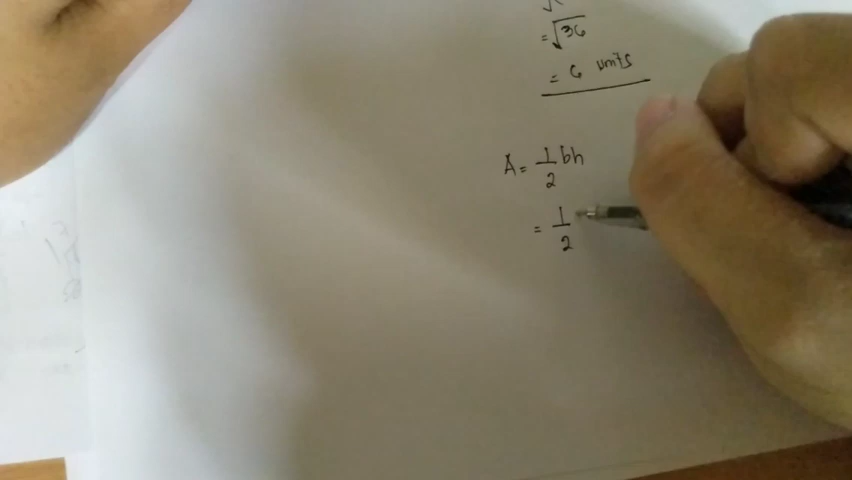 = √36
= 6 units
A = 1/2 bh
= 1/2